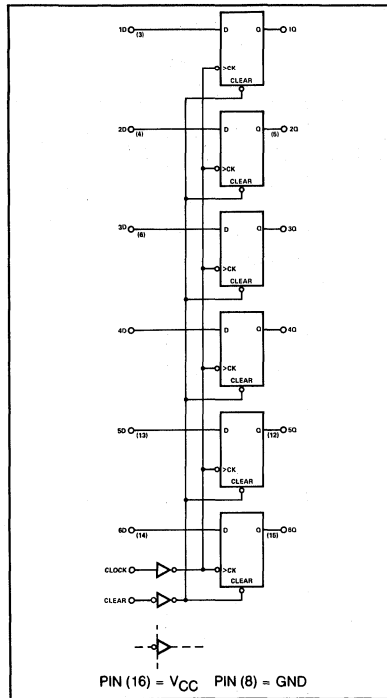 1D (3) D Q 1Q
>CK
CLEAR
2D (4) D Q (5) 2Q
>CK
CLEAR
3D (6) D Q 3Q
>CK
CLEAR
4D D Q 4Q
>CK
CLEAR
5D (13) D Q (12) 5Q
>CK
CLEAR
6D (14) D Q (15) 6Q
CLOCK >CK
CLEAR CLEAR
PIN (16) = VCC PIN (8) = GND